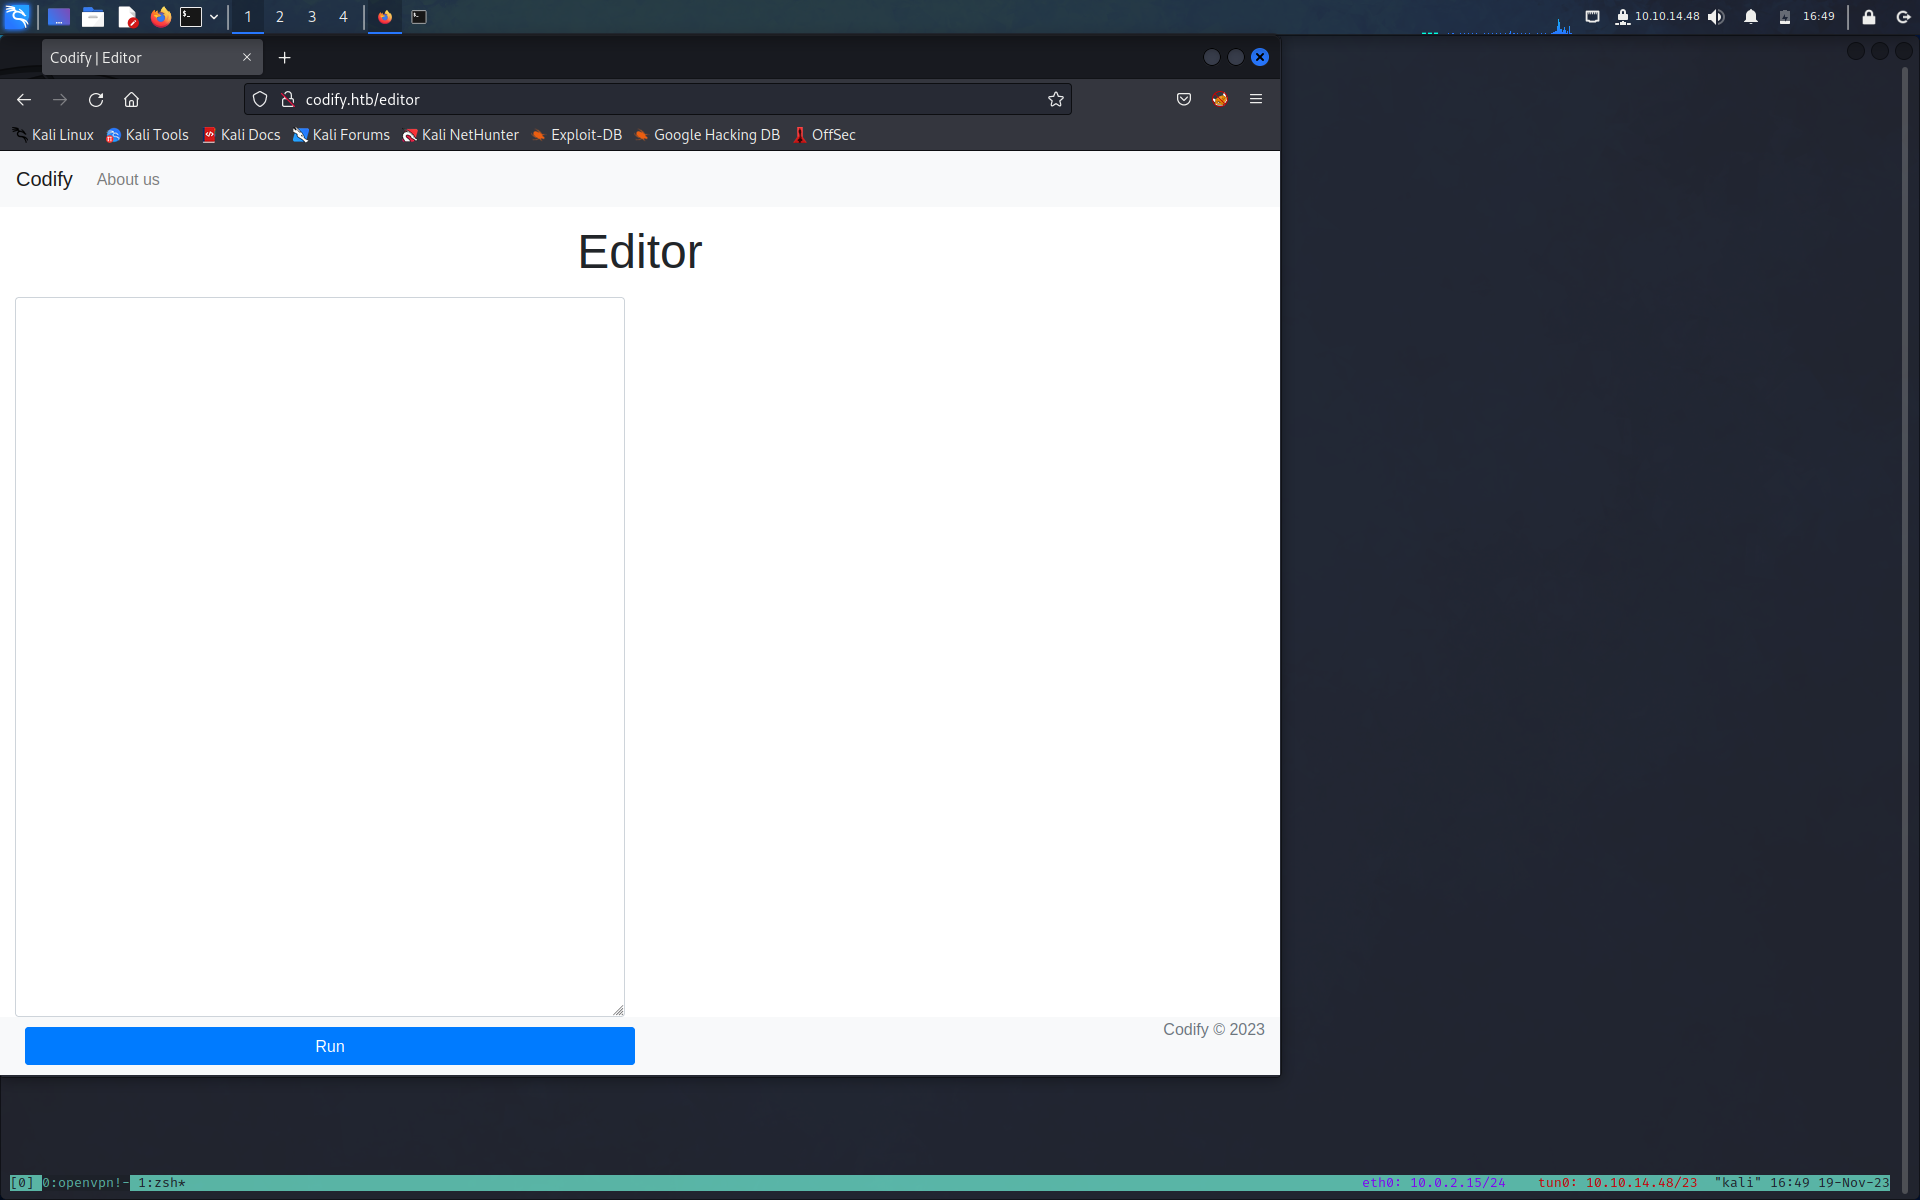 1 2 3 4 10.10.14.48 16:49
Codify | Editor
codify.htb/editor
Kali Linux Kali Tools Kali Docs Kali Forums Kali NetHunter Exploit-DB Google Hacking DB OffSec
Codify About us
Editor
Codify © 2023
Run
[0] 0:openvpn!- 1:zsh* eth0: 10.0.2.15/24 tun0: 10.10.14.48/23 "kali" 16:49 19-Nov-23